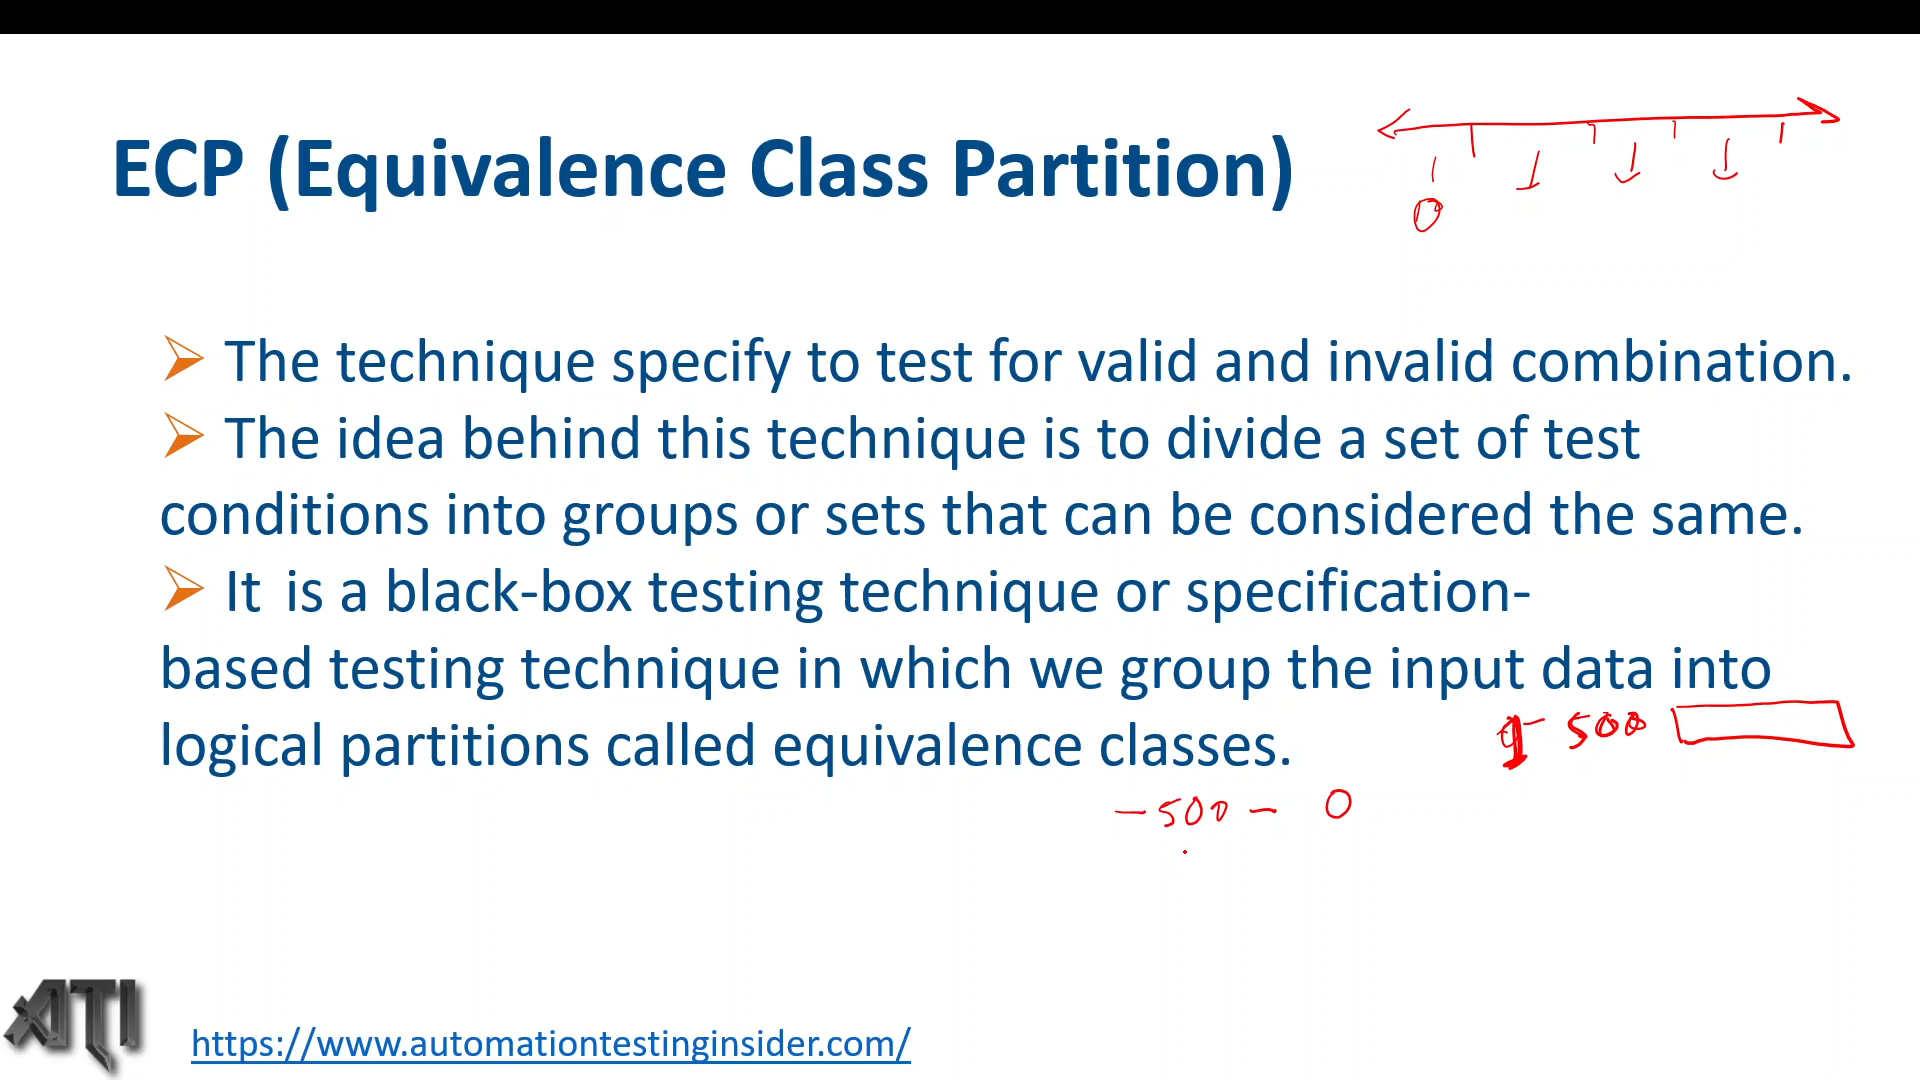 ECP (Equivalence Class Partition)
The technique specify to test for valid and invalid combination.
The idea behind this technique is to divide a set of test
conditions into groups or sets that can be considered the same.
It is a black-box testing technique or specification-
based testing technique in which we group the input data into
logical partitions called equivalence classes.
1 - 500
- 500 - 0
ATI
https://www.automationtestinginsider.com/